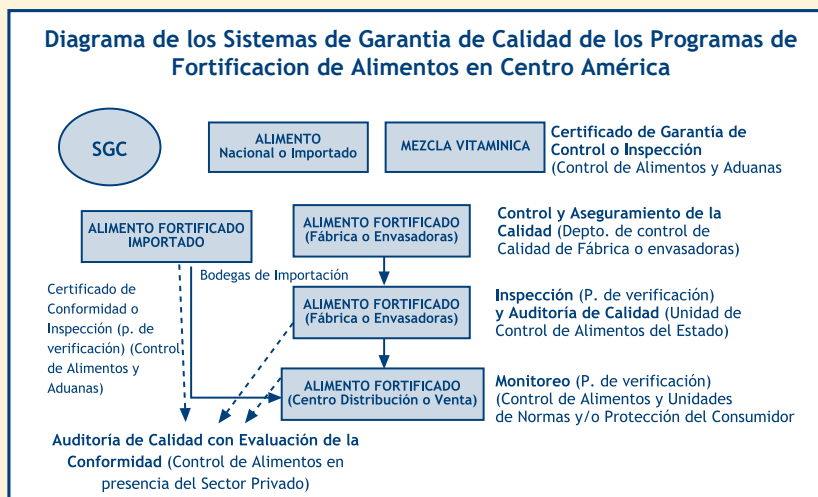 Diagrama de los Sistemas de Garantia de Calidad de los Programas de
Fortificacion de Alimentos en Centro América
SGC
ALIMENTO
Nacional o Importado
MEZCLA VITAMINICA
Certificado de Garantía de
Control o Inspección
(Control de Alimentos y Aduanas
ALIMENTO FORTIFICADO
IMPORTADO
ALIMENTO FORTIFICADO
(Fábrica o Envasadoras)
Control y Aseguramiento de la
Calidad (Depto. de control de
Calidad de Fábrica o envasadoras)
Bodegas de Importación
Certificado de
Conformidad o
Inspección (p. de
verificación) (Control
de Alimentos y
Aduanas)
ALIMENTO FORTIFICADO
(Fábrica o Envasadoras)
Inspección (P. de verificación)
y Auditoría de Calidad (Unidad de
Control de Alimentos del Estado)
ALIMENTO FORTIFICADO
(Centro Distribución o Venta)
Monitoreo (P. de verificación)
(Control de Alimentos y Unidades
de Normas y/o Protección del Consumidor
Auditoría de Calidad con Evaluación de la
Conformidad (Control de Alimentos en
presencia del Sector Privado)